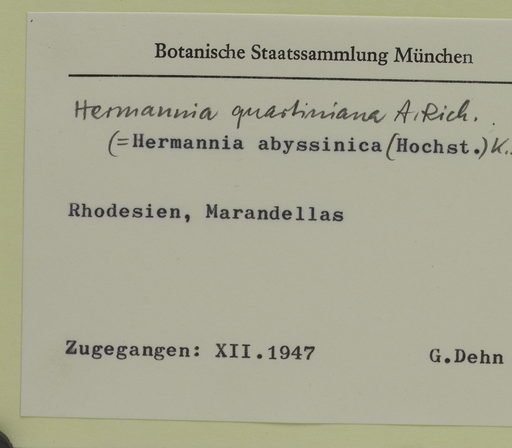 Botanische Staatssammlung München
Hermannia quartiniana A.Rich.
(=Hermannia abyssinica (Hochst.) K.
Rhodesien, Marandellas
Zugegangen: XII.1947 G.Dehn